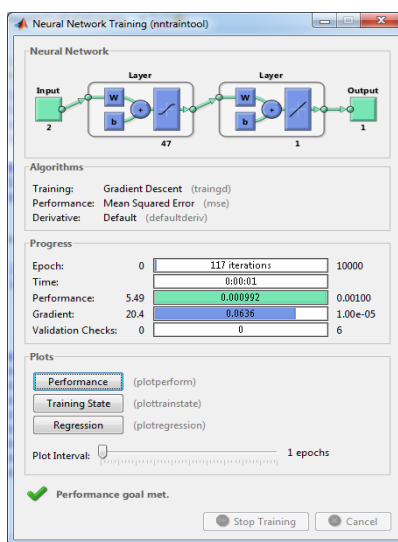 Neural Network Training (nntraintool)
Neural Network
Layer Layer
Input Output
W W
+ +
b b
2 1
47 1
Algorithms
Training: Gradient Descent (traingd)
Performance: Mean Squared Error (mse)
Derivative: Default (defaultderiv)
Progress
Epoch: 0 117 iterations 10000
Time: 0:00:01
Performance: 5.49 0.000992 0.00100
Gradient: 20.4 0.0636 1.00e-05
Validation Checks: 0 0 6
Plots
Performance (plotperform)
Training State (plottrainstate)
Regression (plotregression)
Plot Interval: 1 epochs
Performance goal met.
Stop Training Cancel